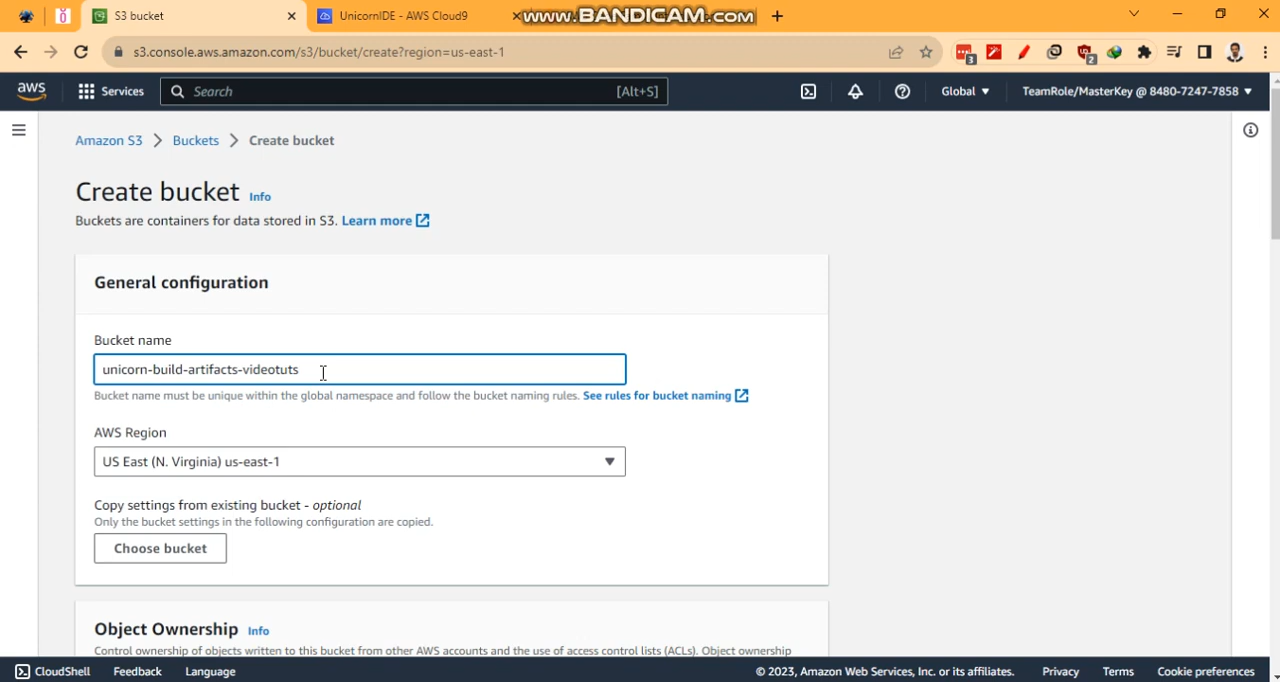 S3 bucket
UnicornIDE - AWS Cloud9
www.BANDICAM.com
s3.console.aws.amazon.com/s3/bucket/create?region=us-east-1
3
2
aws
Services
Search
[Alt+S]
Global
TeamRole/MasterKey @ 8480-7247-7858
Amazon S3
Buckets
Create bucket
Create bucket Info
Buckets are containers for data stored in S3. Learn more
General configuration
Bucket name
unicorn-build-artifacts-videotuts
Bucket name must be unique within the global namespace and follow the bucket naming rules. See rules for bucket naming
AWS Region
US East (N. Virginia) us-east-1
Copy settings from existing bucket - optional
Only the bucket settings in the following configuration are copied.
Choose bucket
Object Ownership Info
Control ownership of objects written to this bucket from other AWS accounts and the use of access control lists (ACLs). Object ownership
CloudShell
Feedback
Language
© 2023, Amazon Web Services, Inc. or its affiliates.
Privacy
Terms
Cookie preferences